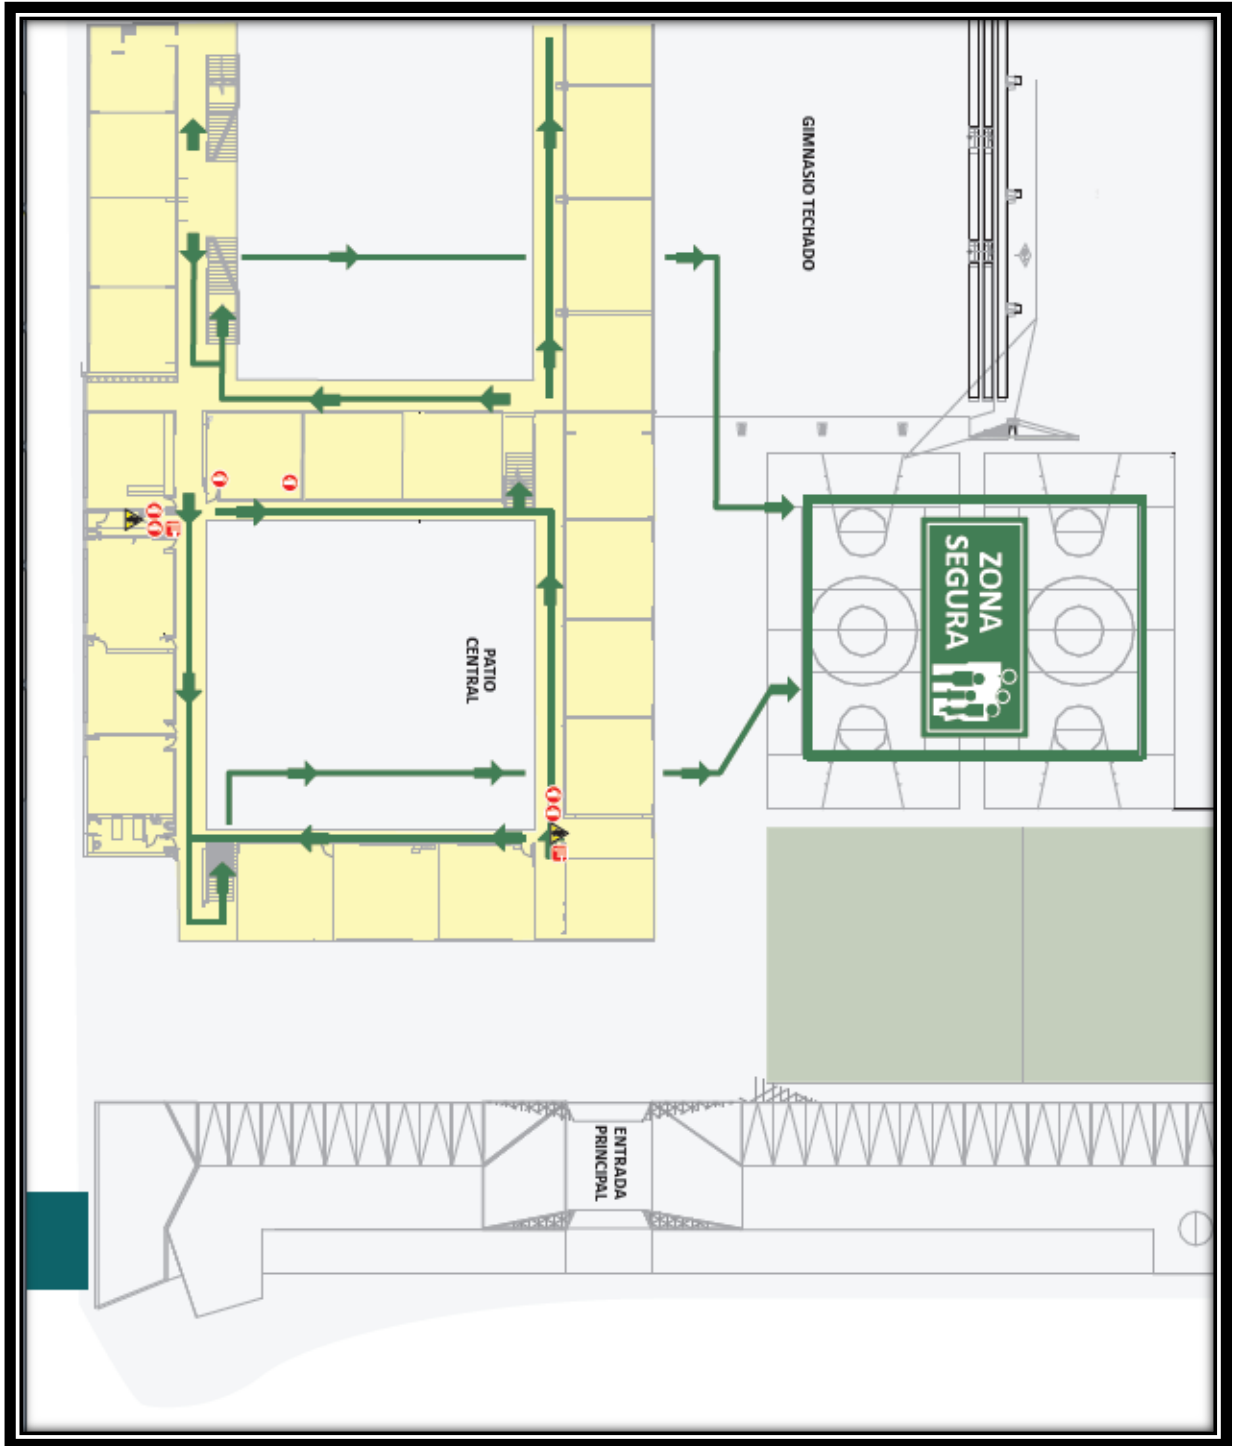 GIMNASIO TECHADO
ZONA
SEGURA
PATIO
CENTRAL
ENTRADA
PRINCIPAL